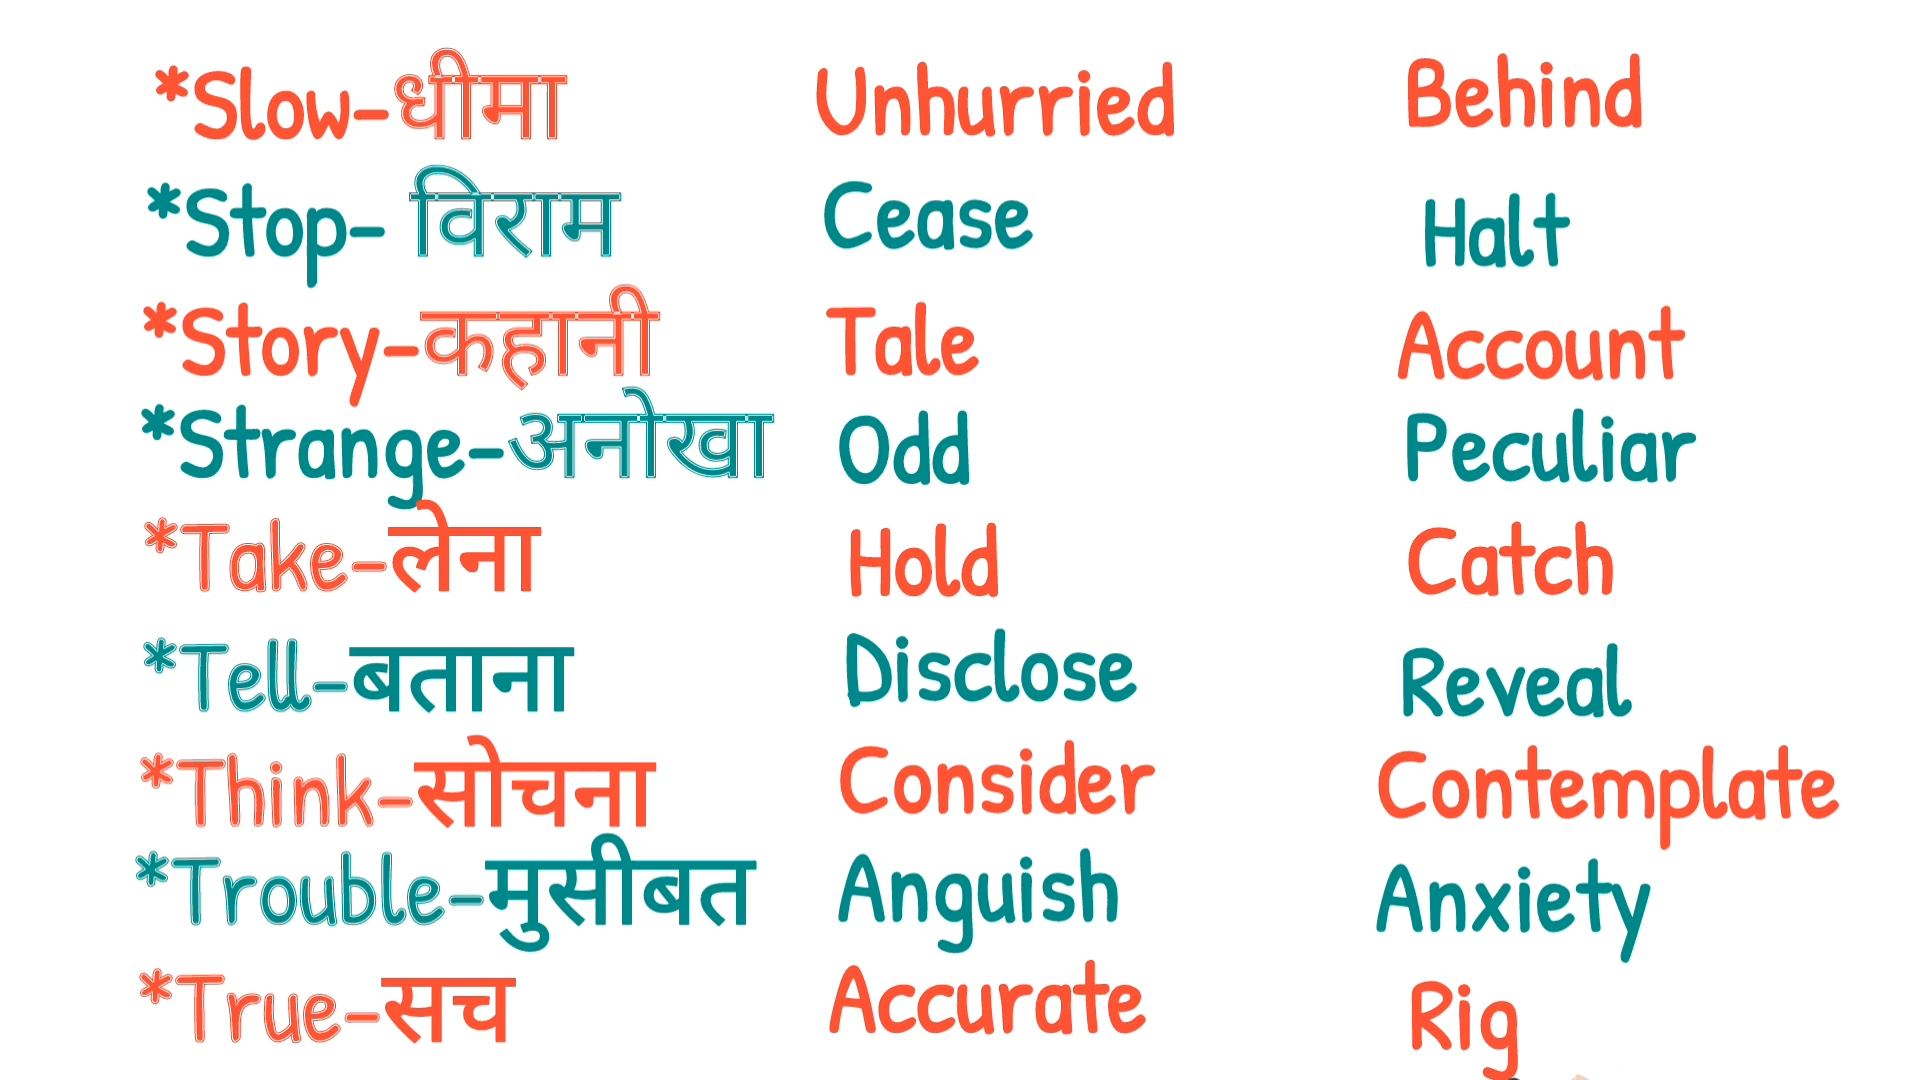 *Slow-धीमा Unhurried Behind
*Stop- विराम Cease Halt
*Story-कहानी Tale Account
*Strange-अनोखा Odd Peculiar
*Take-लेना Hold Catch
*Tell-बताना Disclose Reveal
*Think-सोचना Consider Contemplate
*Trouble-मुसीबत Anguish Anxiety
*True-सच Accurate Rig